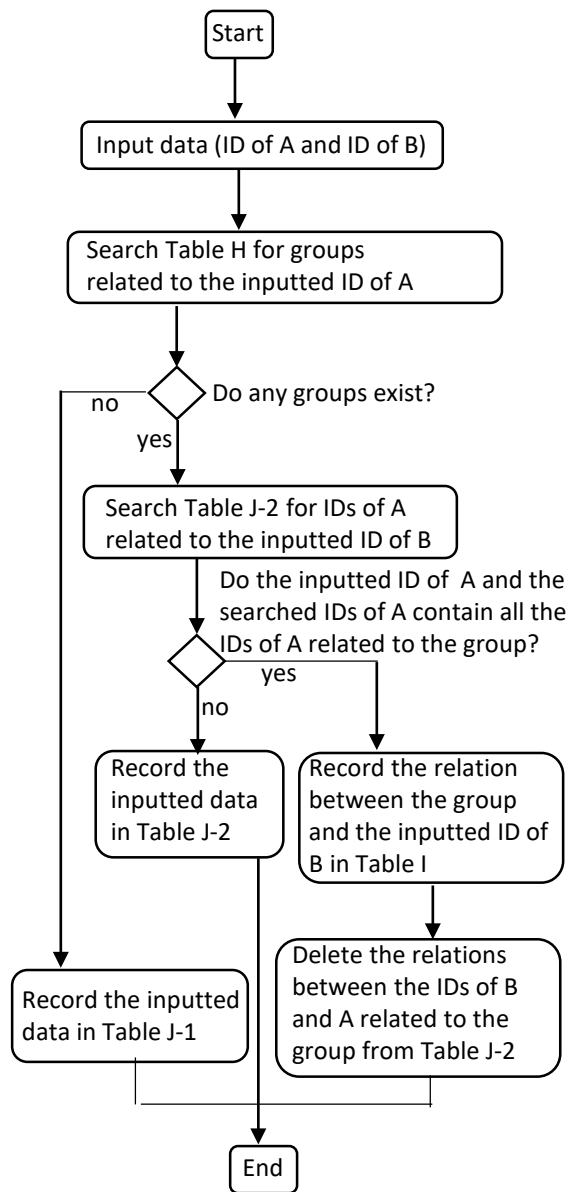 Start
Input data (ID of A and ID of B)
Search Table H for groups
related to the inputted ID of A
Do any groups exist?
no
yes
Search Table J-2 for IDs of A
related to the inputted ID of B
Do the inputted ID of A and the
searched IDs of A contain all the
IDs of A related to the group?
yes
no
Record the
inputted data
in Table J-2
Record the relation
between the group
and the inputted ID of
B in Table I
Delete the relations
between the IDs of B
and A related to the
group from Table J-2
Record the inputted
data in Table J-1
End